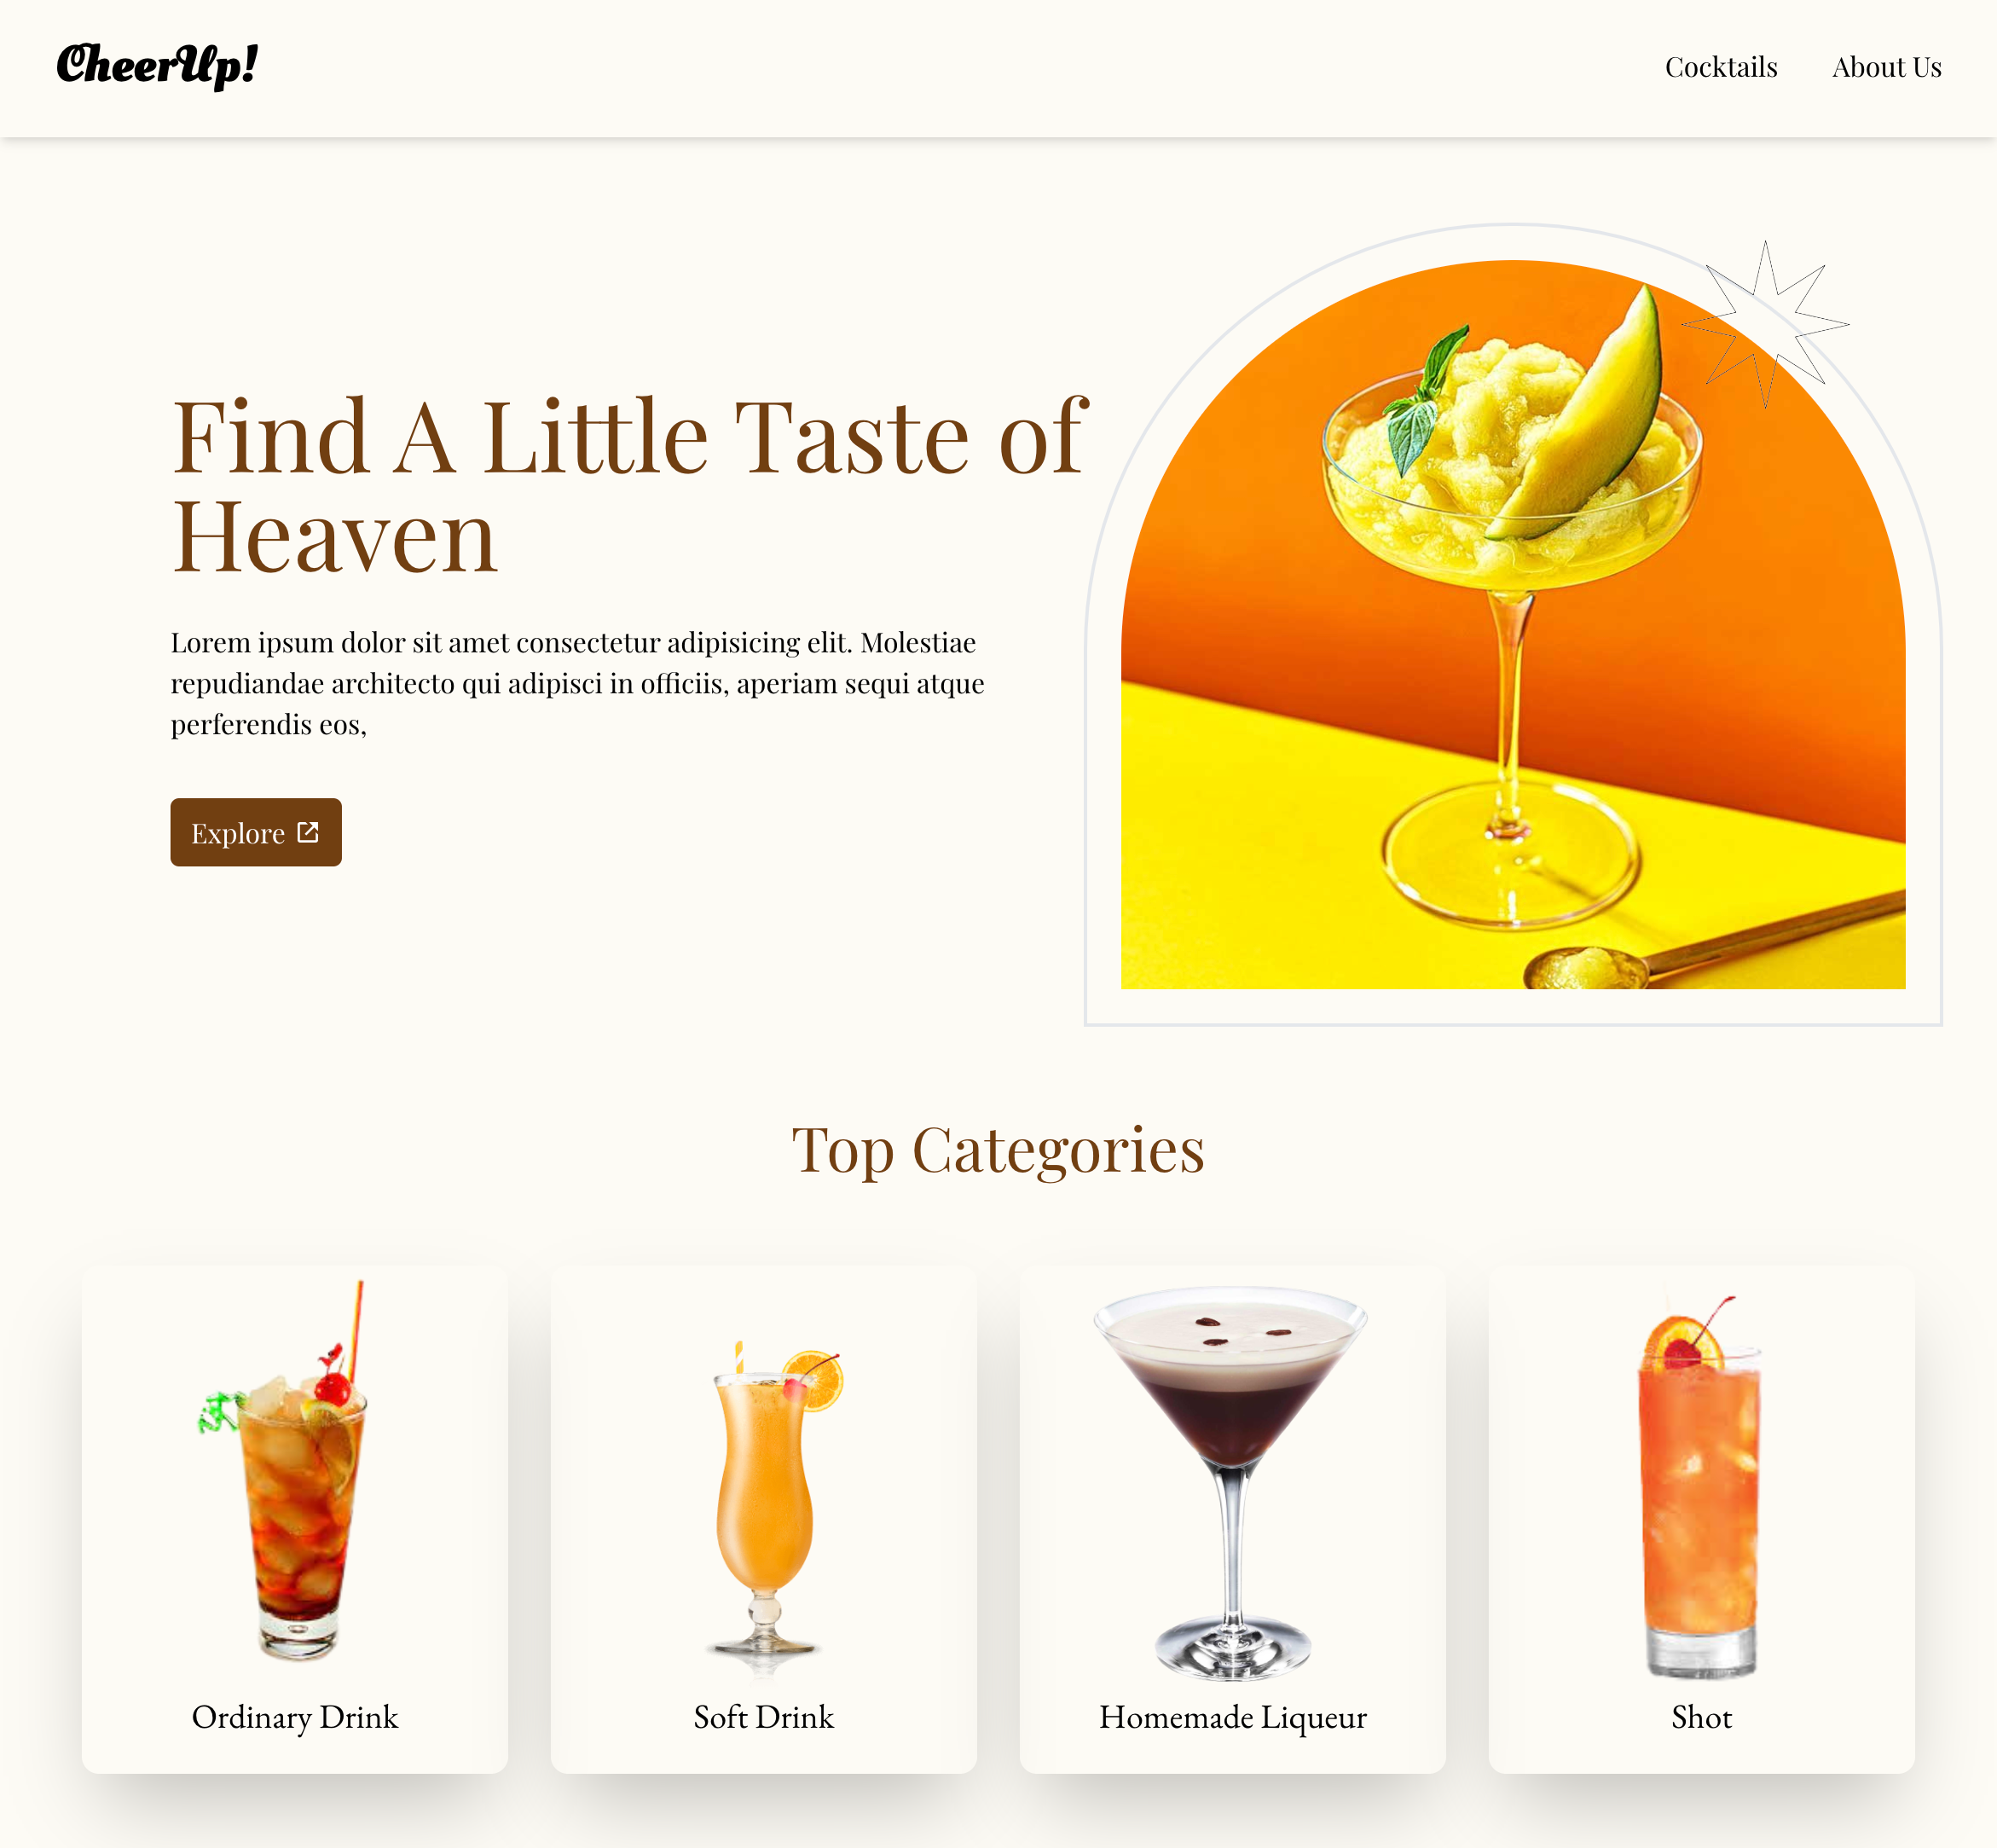 CheerUp!
Cocktails
About Us
Find A Little Taste of
Heaven
Lorem ipsum dolor sit amet consectetur adipisicing elit. Molestiae
repudiandae architecto qui adipisci in officiis, aperiam sequi atque
perferendis eos,
Explore
Top Categories
Ordinary Drink
Soft Drink
Homemade Liqueur
Shot